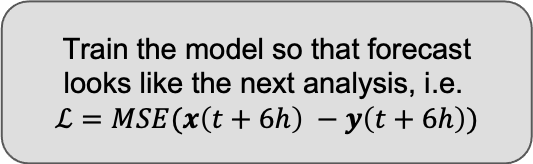 Train the model so that forecast
looks like the next analysis, i.e.
ℒ = MSE(x(t + 6h) − y(t + 6h))